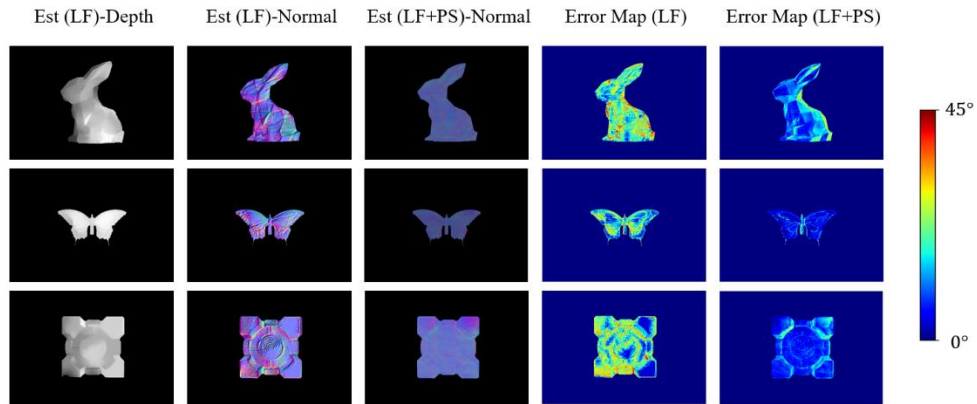 Est (LF)-Depth
Est (LF)-Normal
Est (LF+PS)-Normal
Error Map (LF)
Error Map (LF+PS)
45°
0°